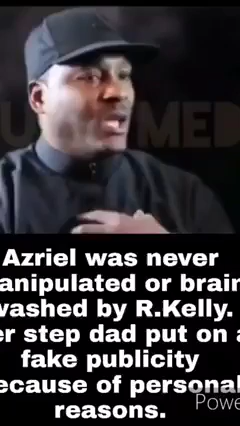 MED
Azriel was never
anipulated or brain
washed by R.Kelly.
er step dad put on a
fake publicity
ecause of personal
reasons.
Powe